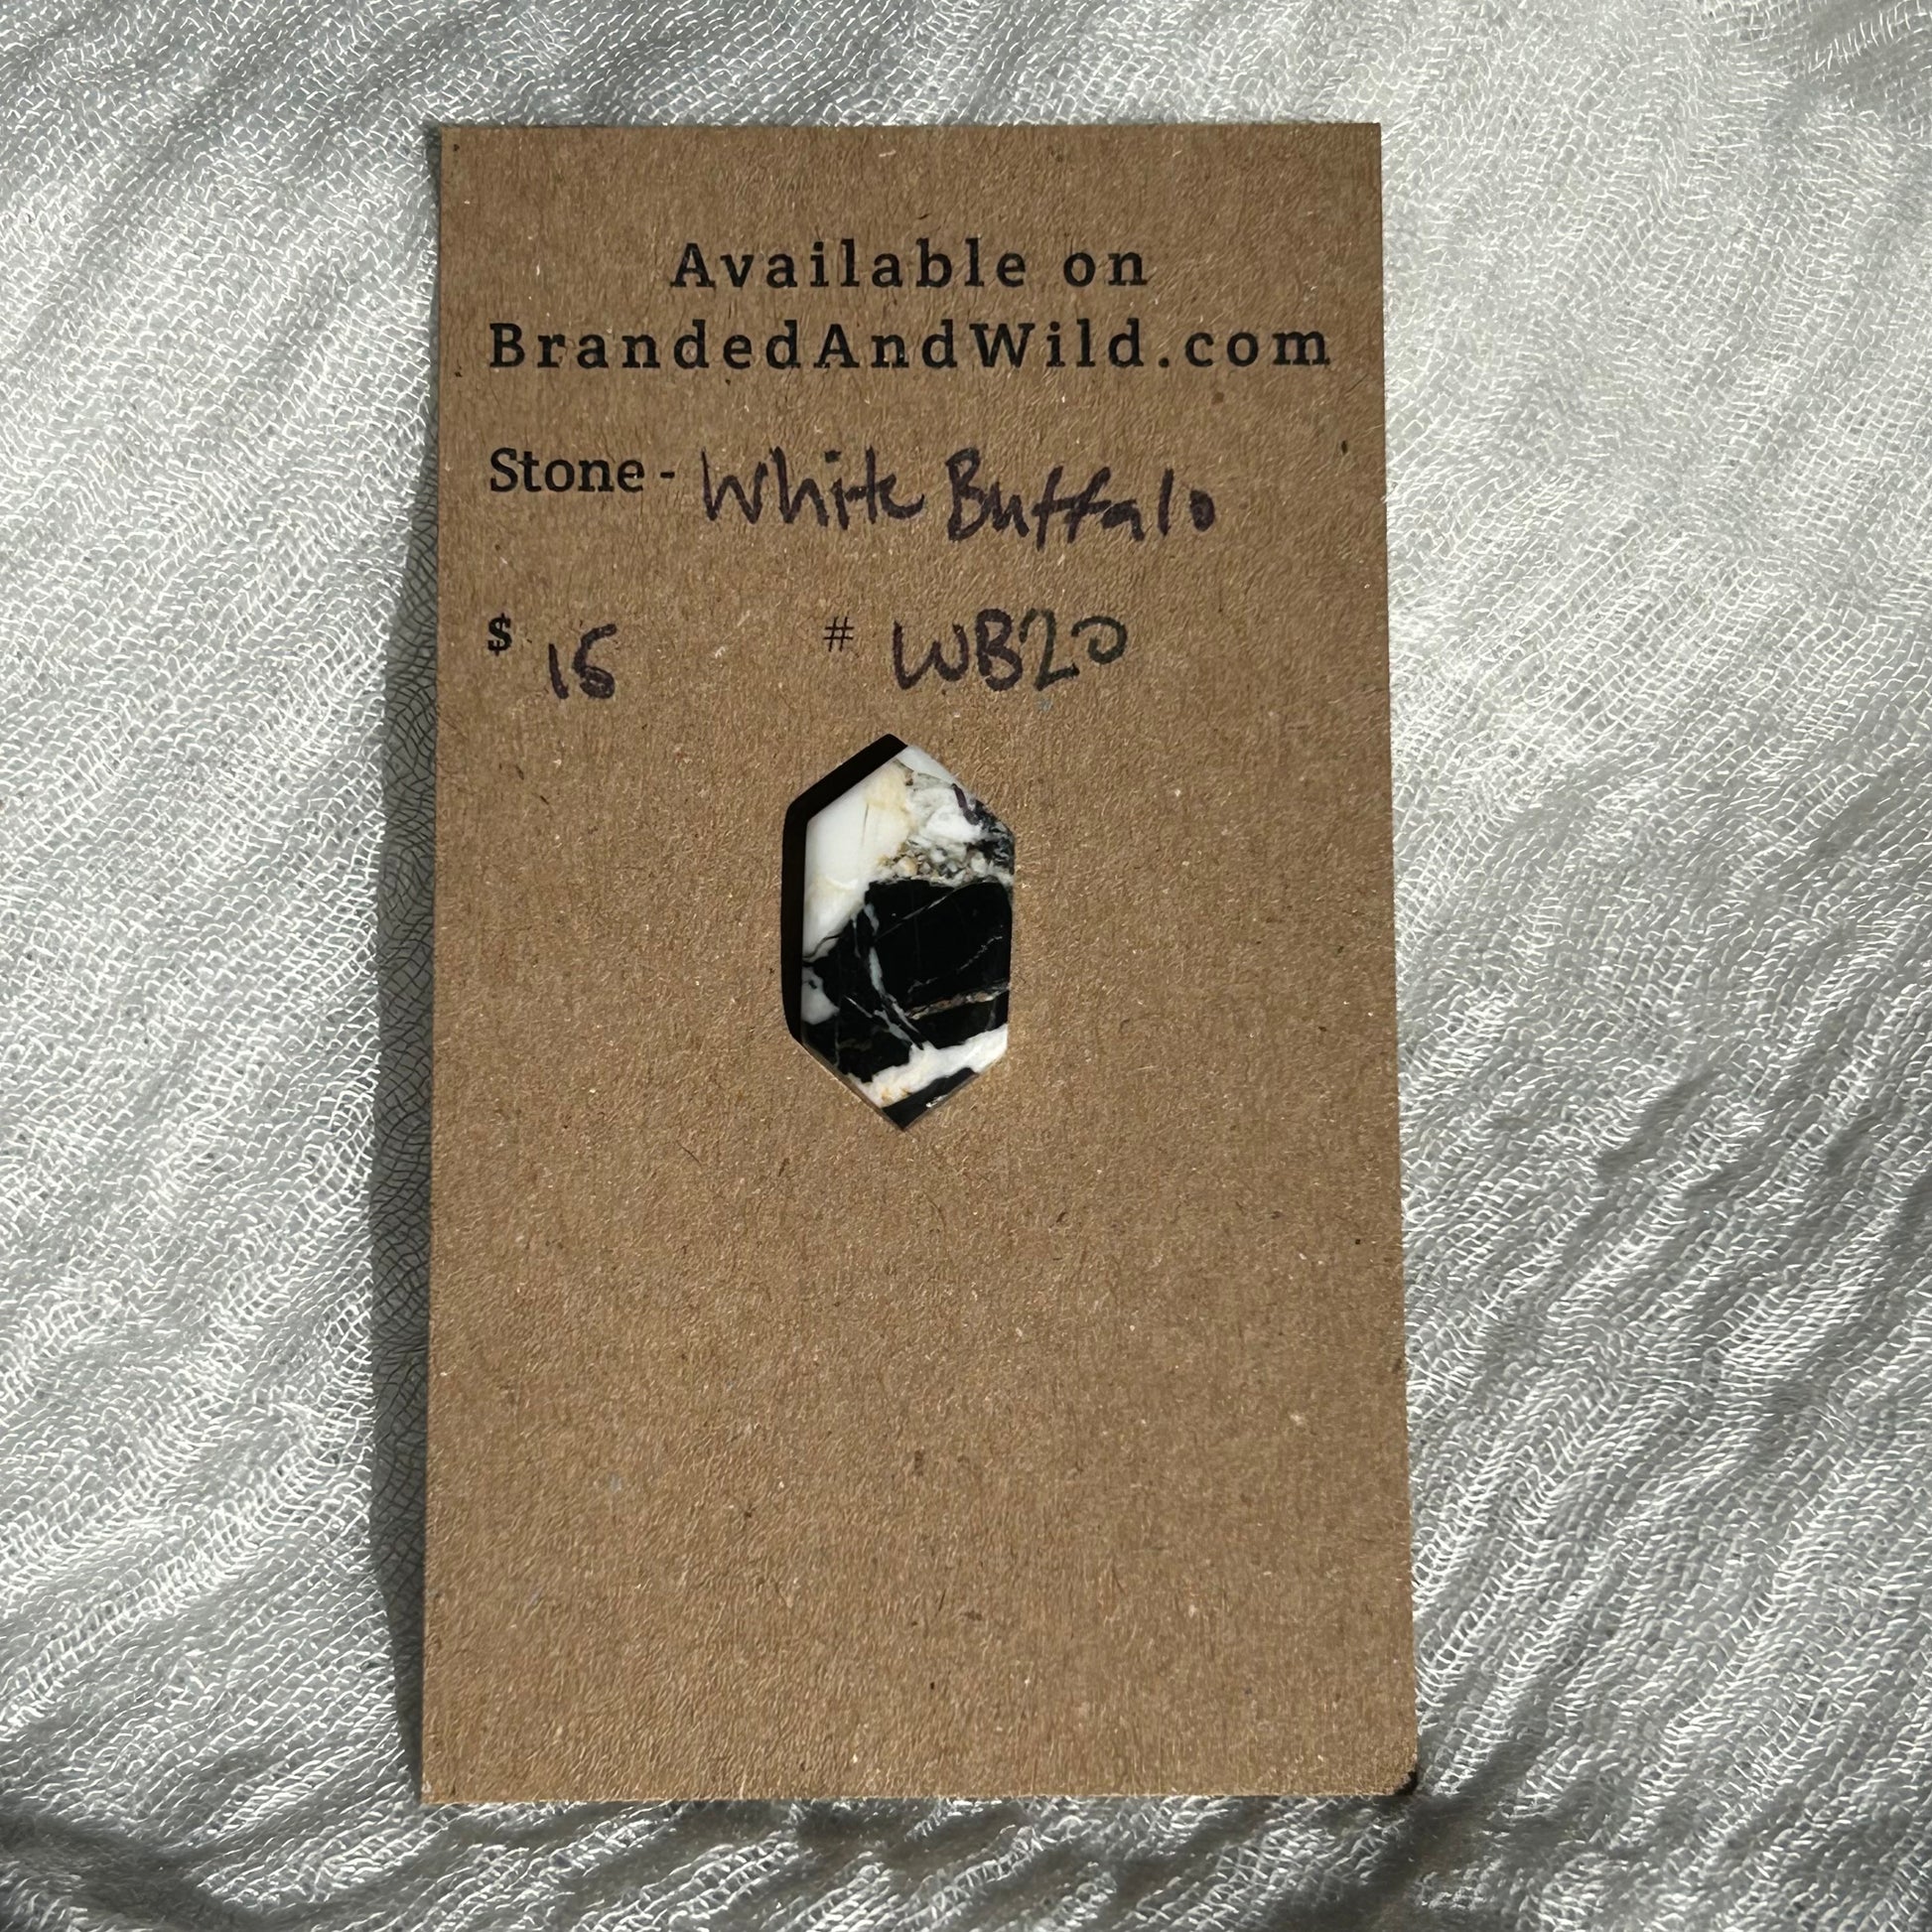 Available on
BrandedAndWild.com
Stone - White Buffalo
$ 15 # WB20